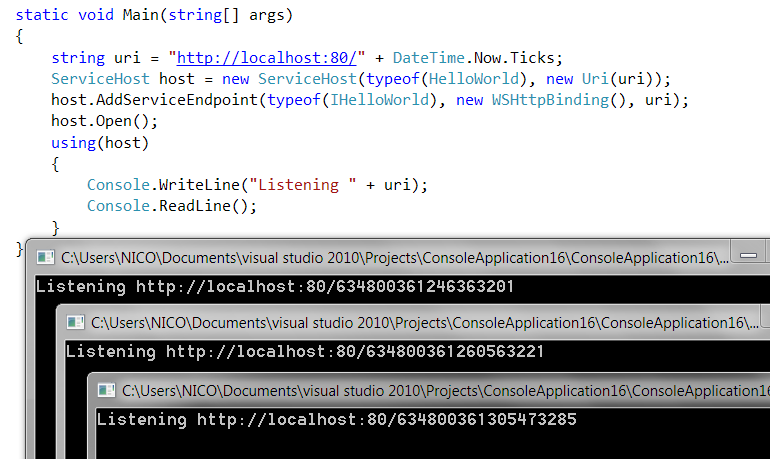 static void Main(string[] args)
{
string uri = "http://localhost:80/" + DateTime.Now.Ticks;
ServiceHost host = new ServiceHost(typeof(HelloWorld), new Uri(uri));
host.AddServiceEndpoint(typeof(IHelloWorld), new WSHttpBinding(), uri);
host.Open();
using(host)
{
Console.WriteLine("Listening " + uri);
Console.ReadLine();
}
}
C:\Users\NICO\Documents\visual studio 2010\Projects\ConsoleApplication16\ConsoleApplication16\...
Listening http://localhost:80/634800361246363201
C:\Users\NICO\Documents\visual studio 2010\Projects\ConsoleApplication16\ConsoleApplication16\...
Listening http://localhost:80/634800361260563221
C:\Users\NICO\Documents\visual studio 2010\Projects\ConsoleApplication16\ConsoleApplication16
Listening http://localhost:80/634800361305473285